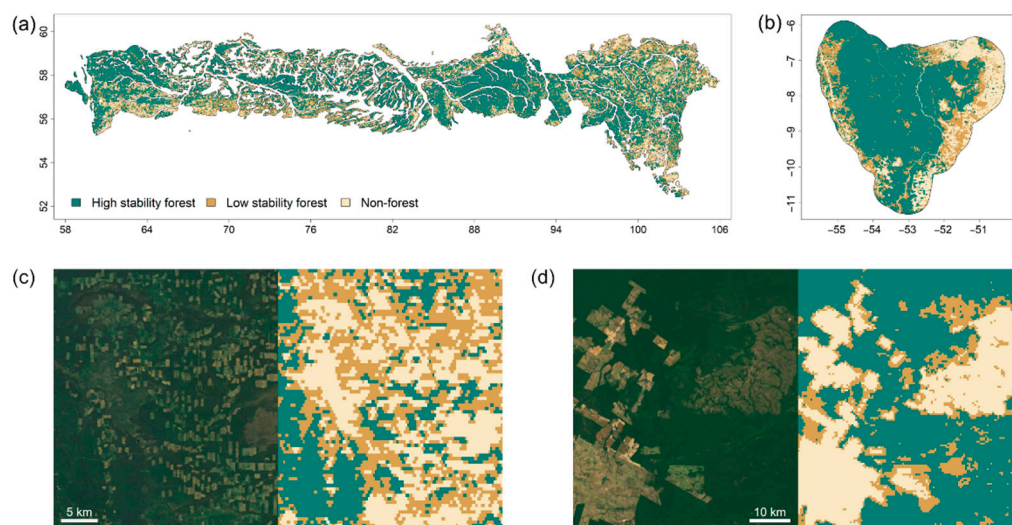 (a)
60
58
56
54
52
High stability forest Low stability forest Non-forest
58 64 70 76 82 88 94 100 106
(b)
−6
−7
−8
−9
−10
−11
−55 −54 −53 −52 −51
(c)
5 km
(d)
10 km